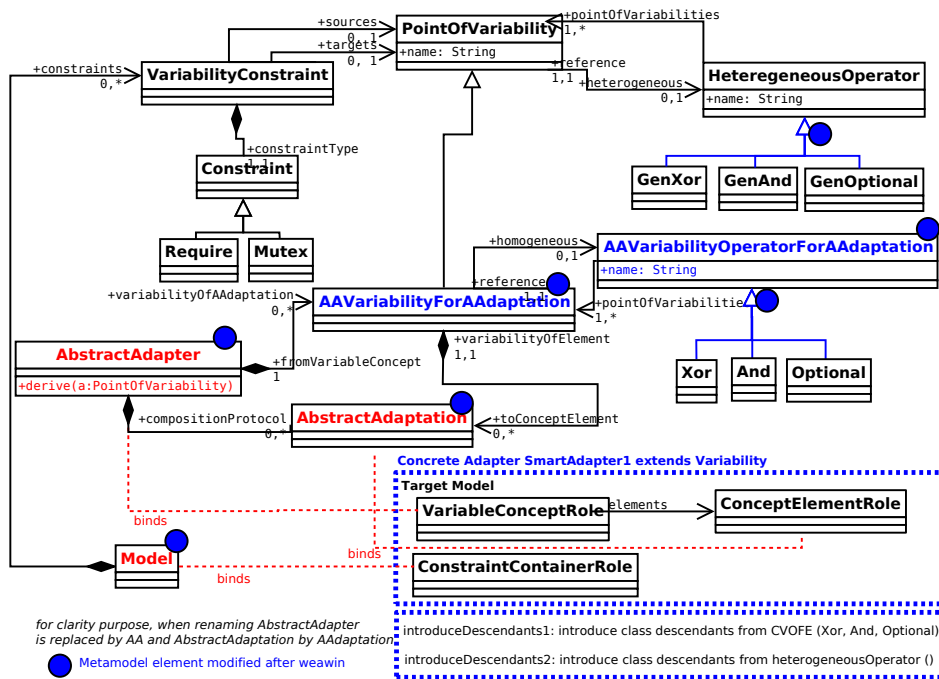 +sources
0, 1
PointOfVariability
+name: String
+pointOfVariabilities
1,*
+targets
0, 1
+constraints
0,*
VariabilityConstraint
+reference
1,1
+heterogeneous
0,1
HeteregeneousOperator
+name: String
+constraintType
1,1
Constraint
GenXor
GenAnd
GenOptional
Require
Mutex
+homogeneous
0,1
AAVariabilityOperatorForAAdaptation
+name: String
+reference
1,1
+variabilityOfAAdaptation
0,*
AAVariabilityForAAdaptation
+pointOfVariabilitie
1,*
+variabilityOfElement
1,1
AbstractAdapter
+derive(a:PointOfVariability)
+fromVariableConcept
1
Xor
And
Optional
+compositionProtocol
0,*
AbstractAdaptation
+toConceptElement
0,*
Concrete Adapter SmartAdapter1 extends Variability
Target Model
VariableConceptRole
elements
ConceptElementRole
binds
binds
Model
ConstraintContainerRole
binds
for clarity purpose, when renaming AbstractAdapter
is replaced by AA and AbstractAdaptation by AAdaptation
Metamodel element modified after weawin
introduceDescendants1: introduce class descendants from CVOFE (Xor, And, Optional)
introduceDescendants2: introduce class descendants from heterogeneousOperator ()